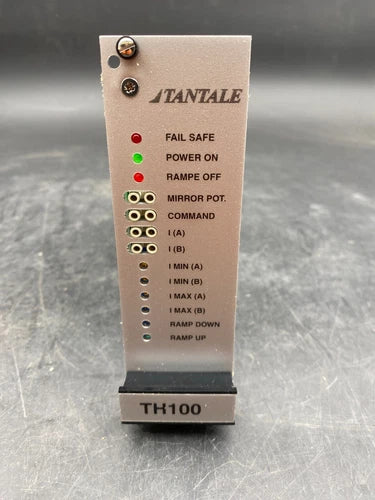 TANTALE
FAIL SAFE
POWER ON
RAMPE OFF
MIRROR POT.
COMMAND
I (A)
I (B)
I MIN (A)
I MIN (B)
I MAX (A)
I MAX (B)
RAMP DOWN
RAMP UP
TH100